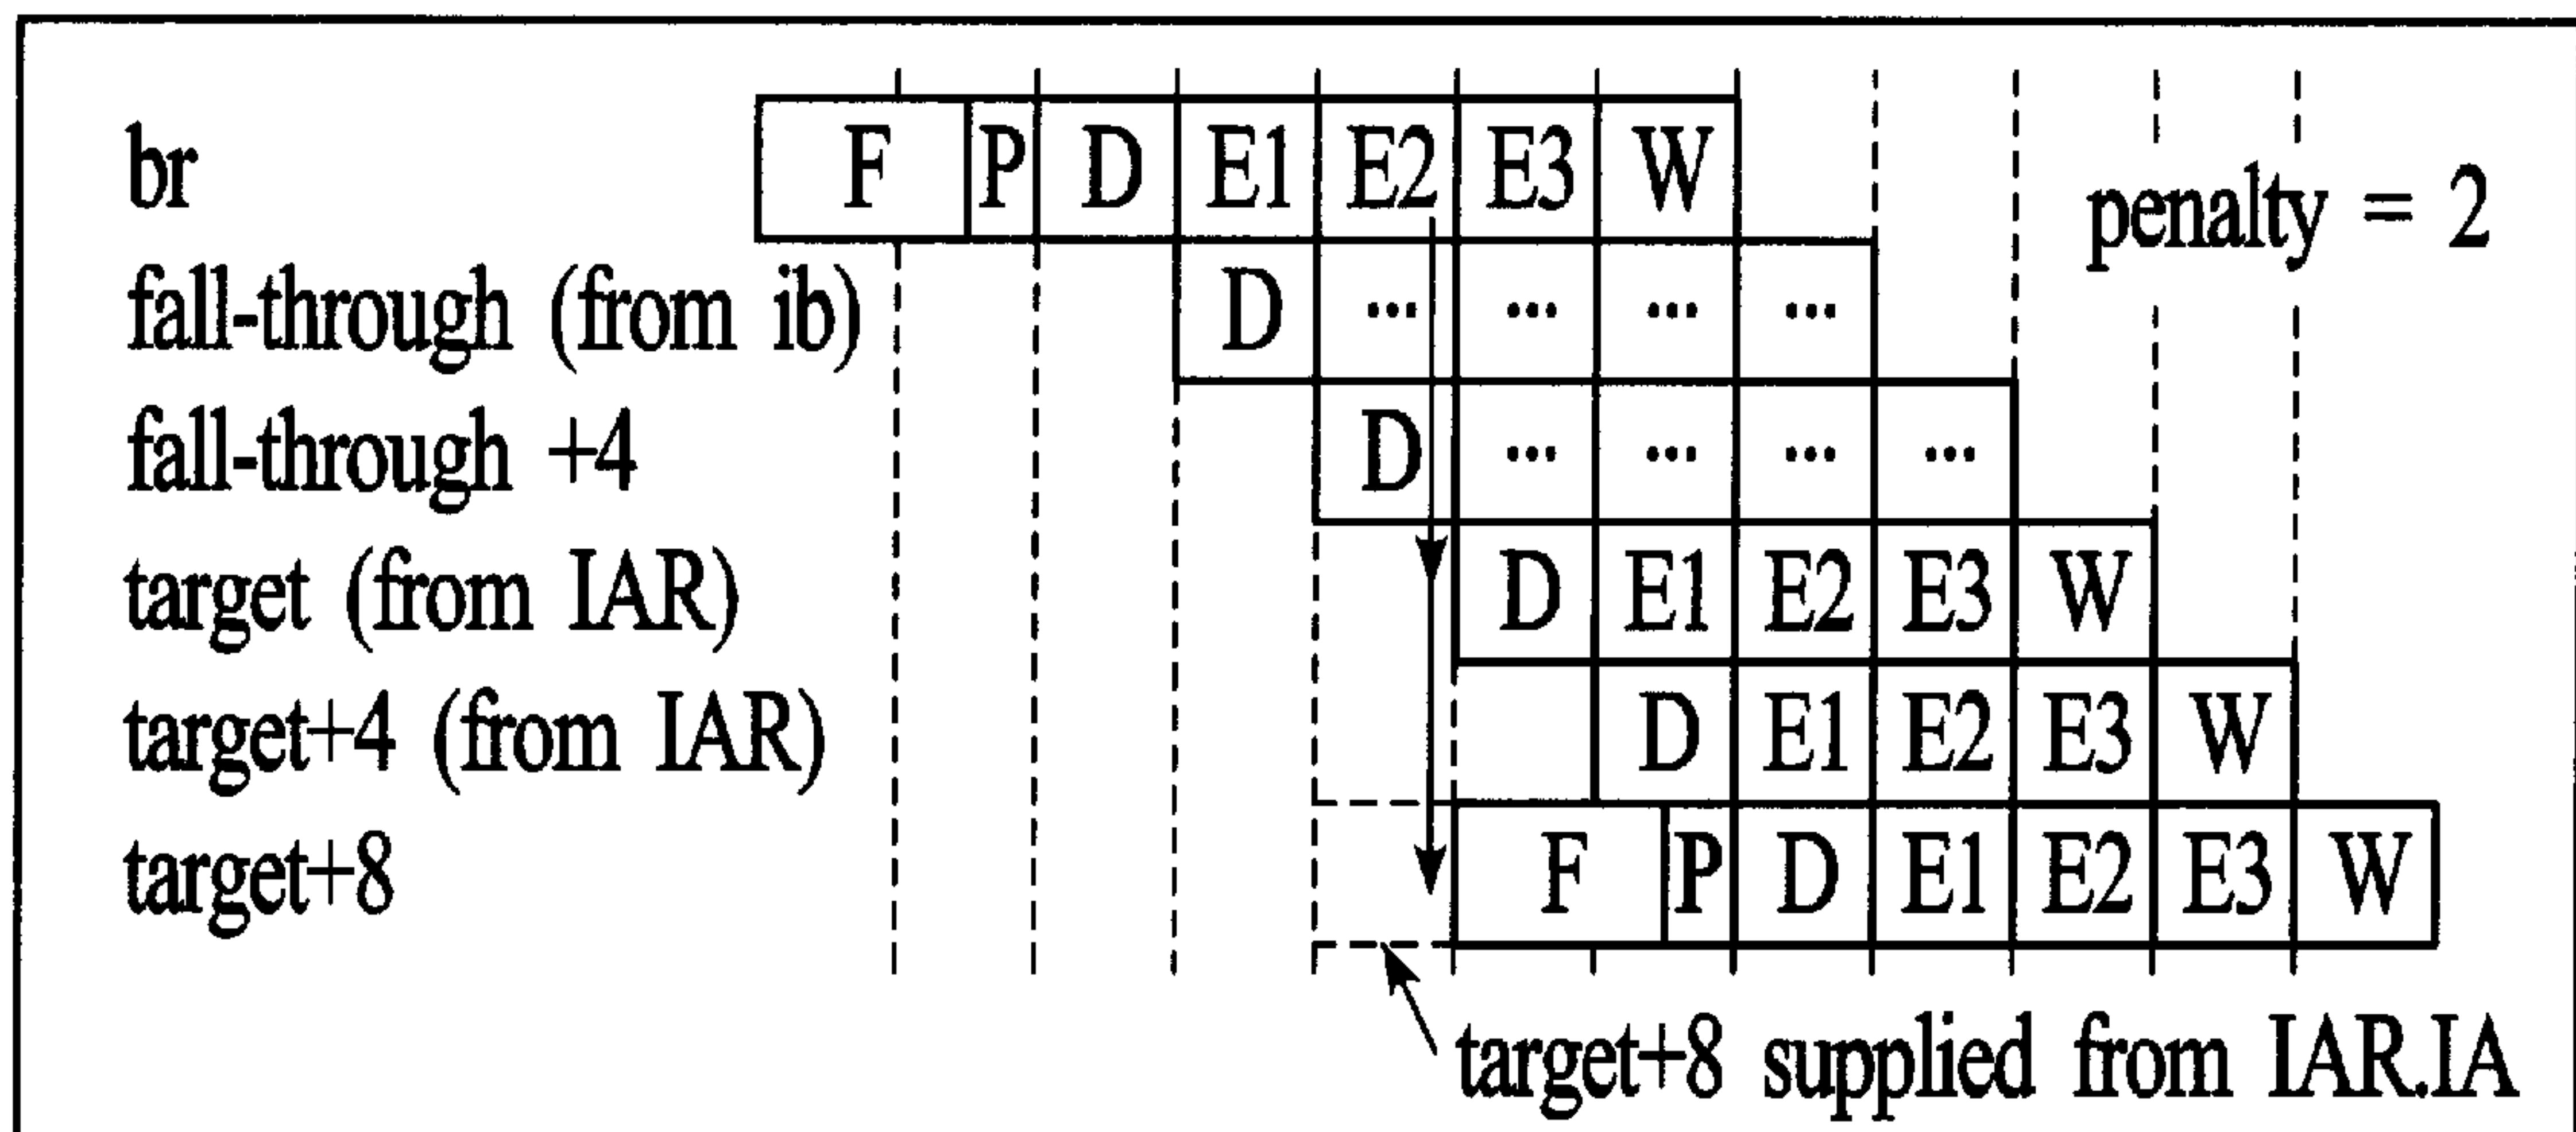 br F P D E1 E2 E3 W
penalty = 2
fall-through (from ib) D ... ... ... ...
fall-through +4 D ... ... ... ...
target (from IAR) D E1 E2 E3 W
target+4 (from IAR) D E1 E2 E3 W
target+8 F P D E1 E2 E3 W
target+8 supplied from IAR.IA